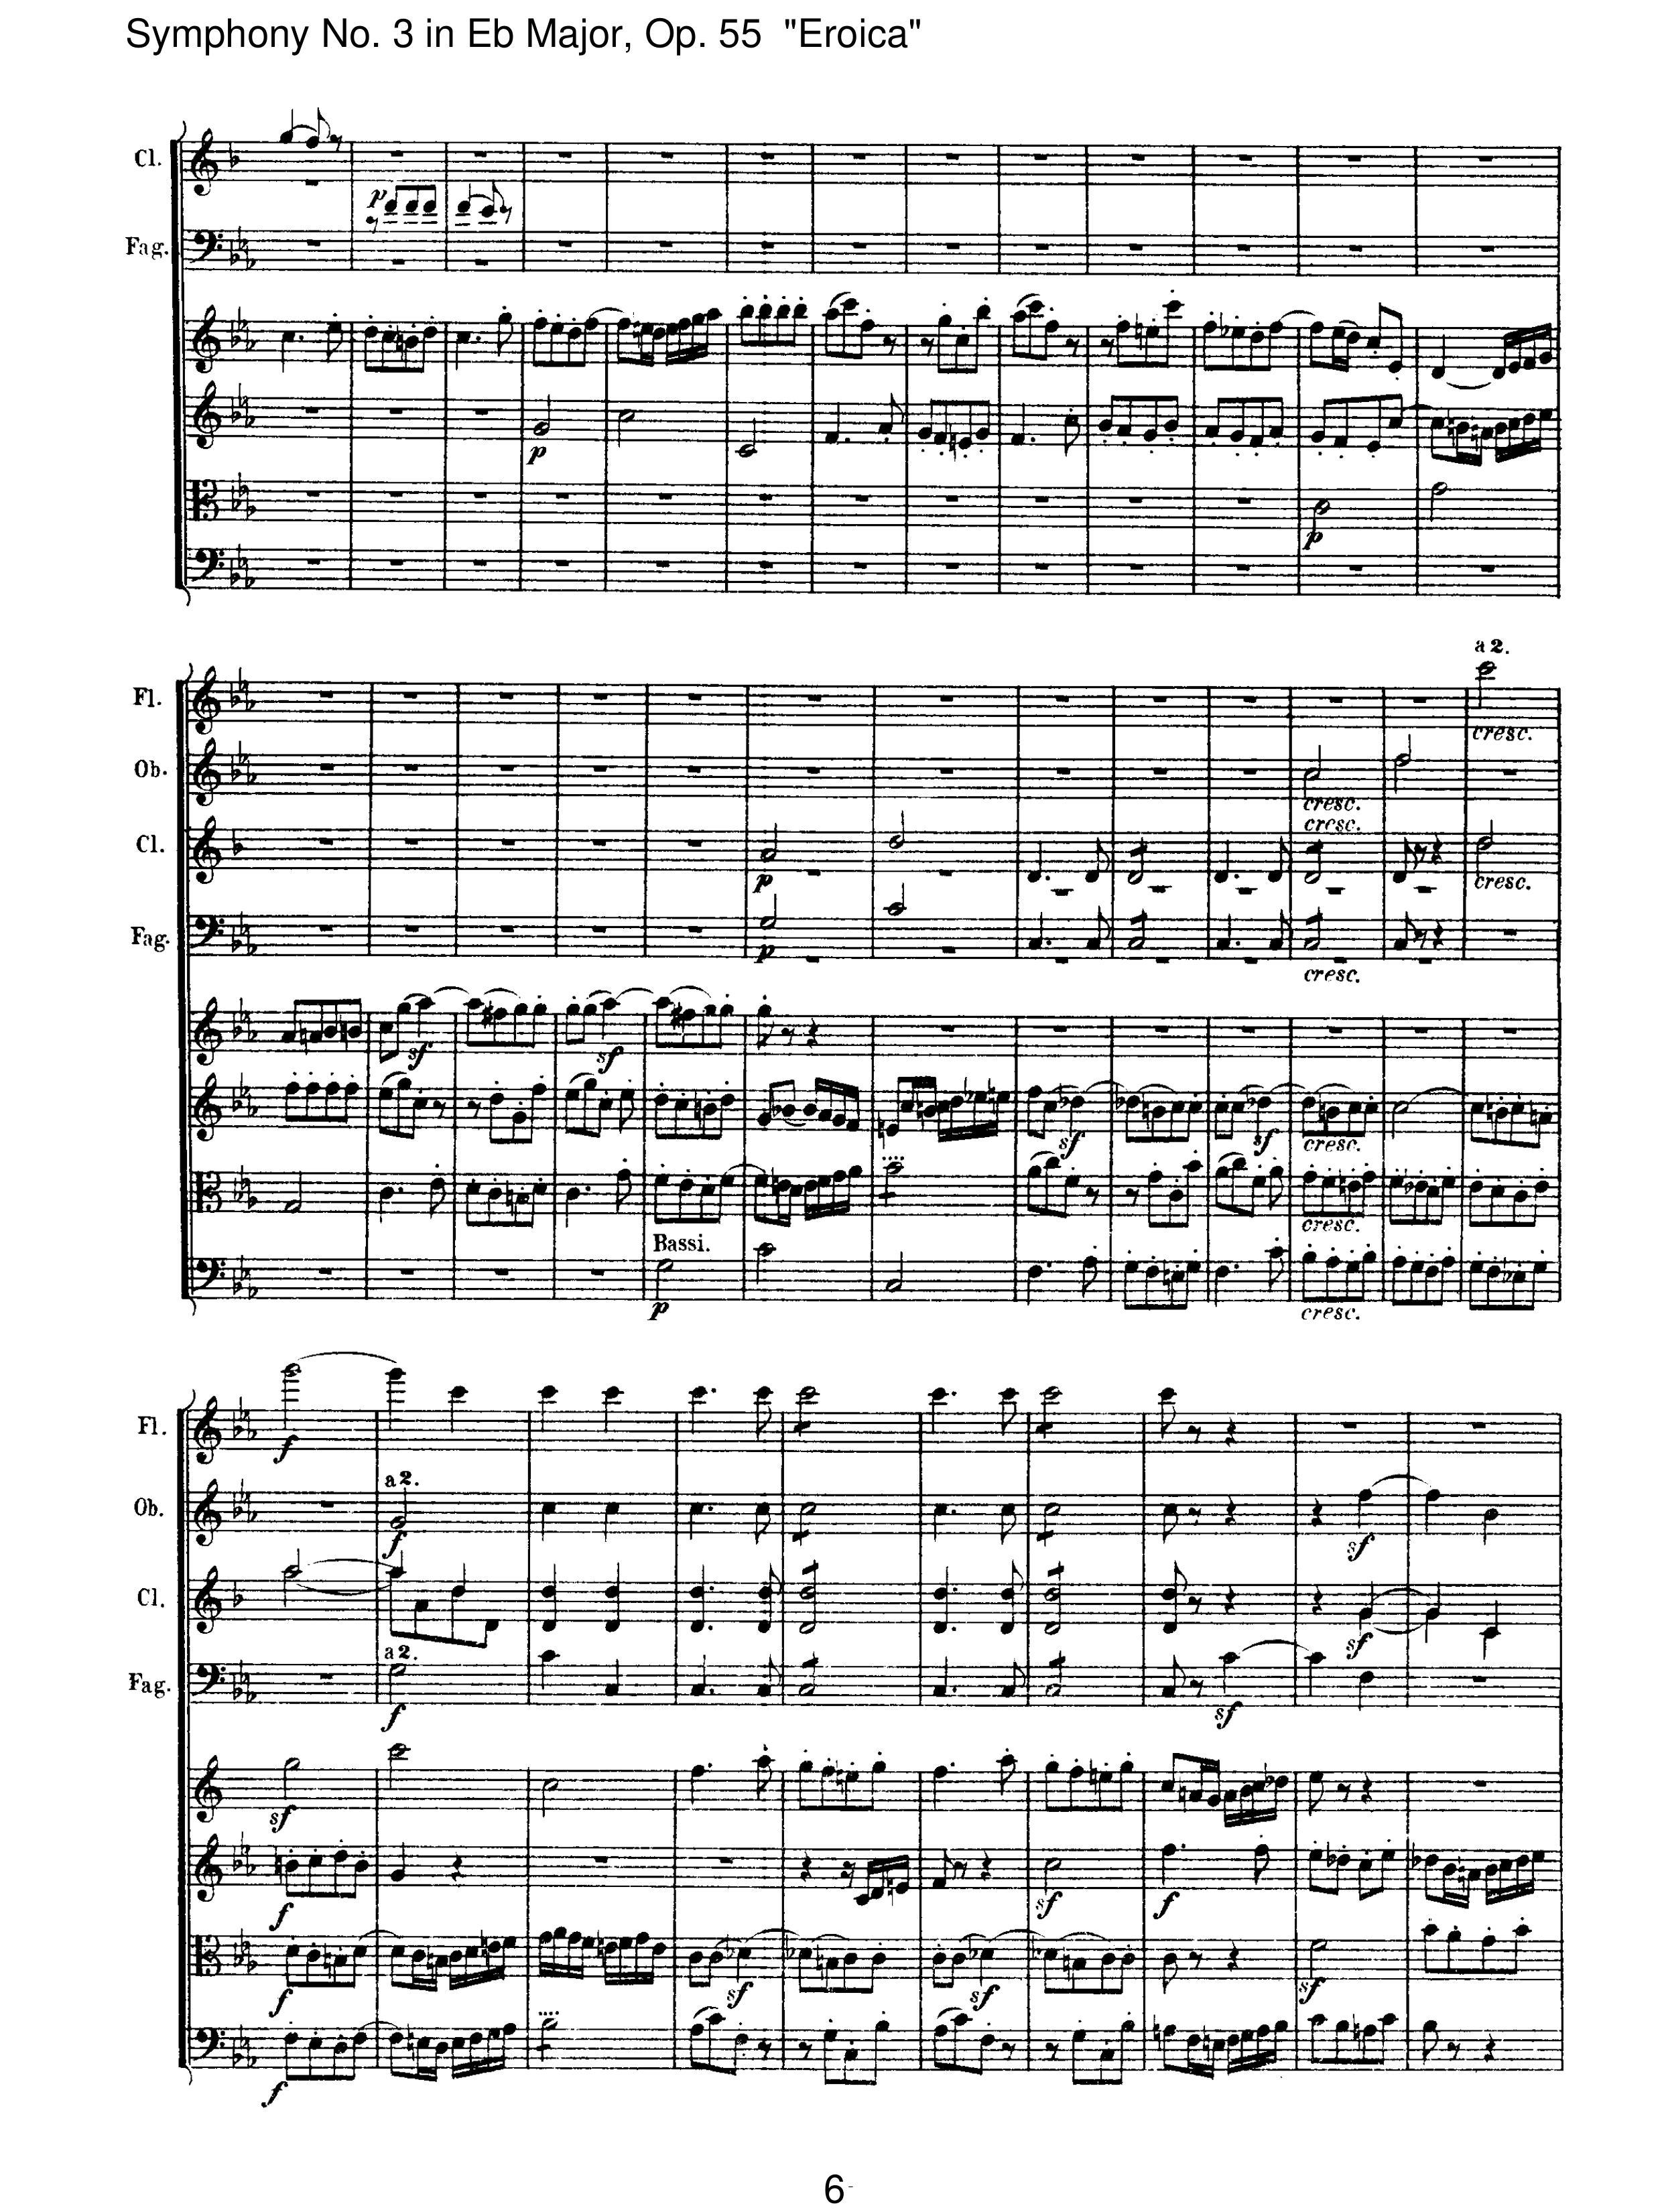 Symphony No. 3 in Eb Major, Op. 55 "Eroica"
Cl.
p
Fag.
p
p
a 2.
Fl.
cresc.
Ob.
cresc.
cresc.
Cl.
p
cresc.
Fag.
p
cresc.
sf
sf
sf
sf
cresc.
cresc.
Bassi.
p
cresc.
Fl.
f
a 2.
Ob.
f
sf
Cl.
sf
a 2.
Fag.
f
sf
sf
f
sf
f
f
sf
sf
sf
f
6